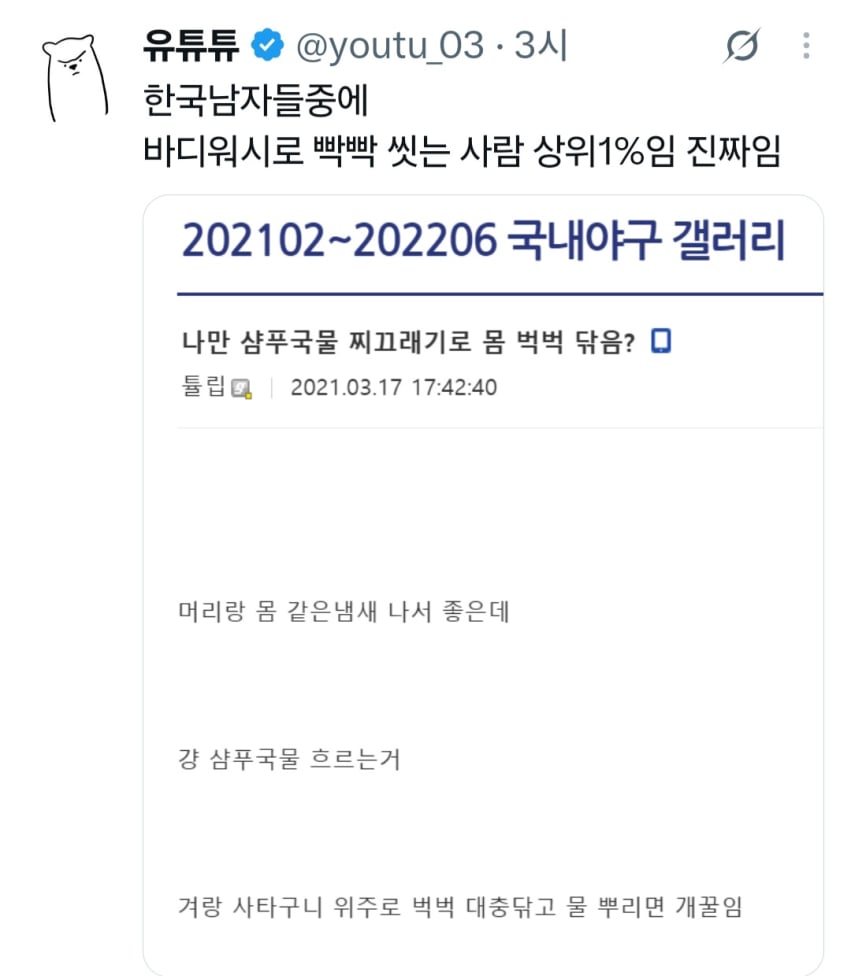 유튜튜 @youtu_03 · 3시
한국남자들중에
바디워시로 빡빡 씻는 사람 상위1%임 진짜임
202102~202206 국내야구 갤러리
나만 샴푸국물 찌끄래기로 몸 벅벅 닦음?
튤립 2021.03.17 17:42:40
머리랑 몸 같은냄새 나서 좋은데
걍 샴푸국물 흐르는거
겨랑 사타구니 위주로 벅벅 대충닦고 물 뿌리면 개꿀임